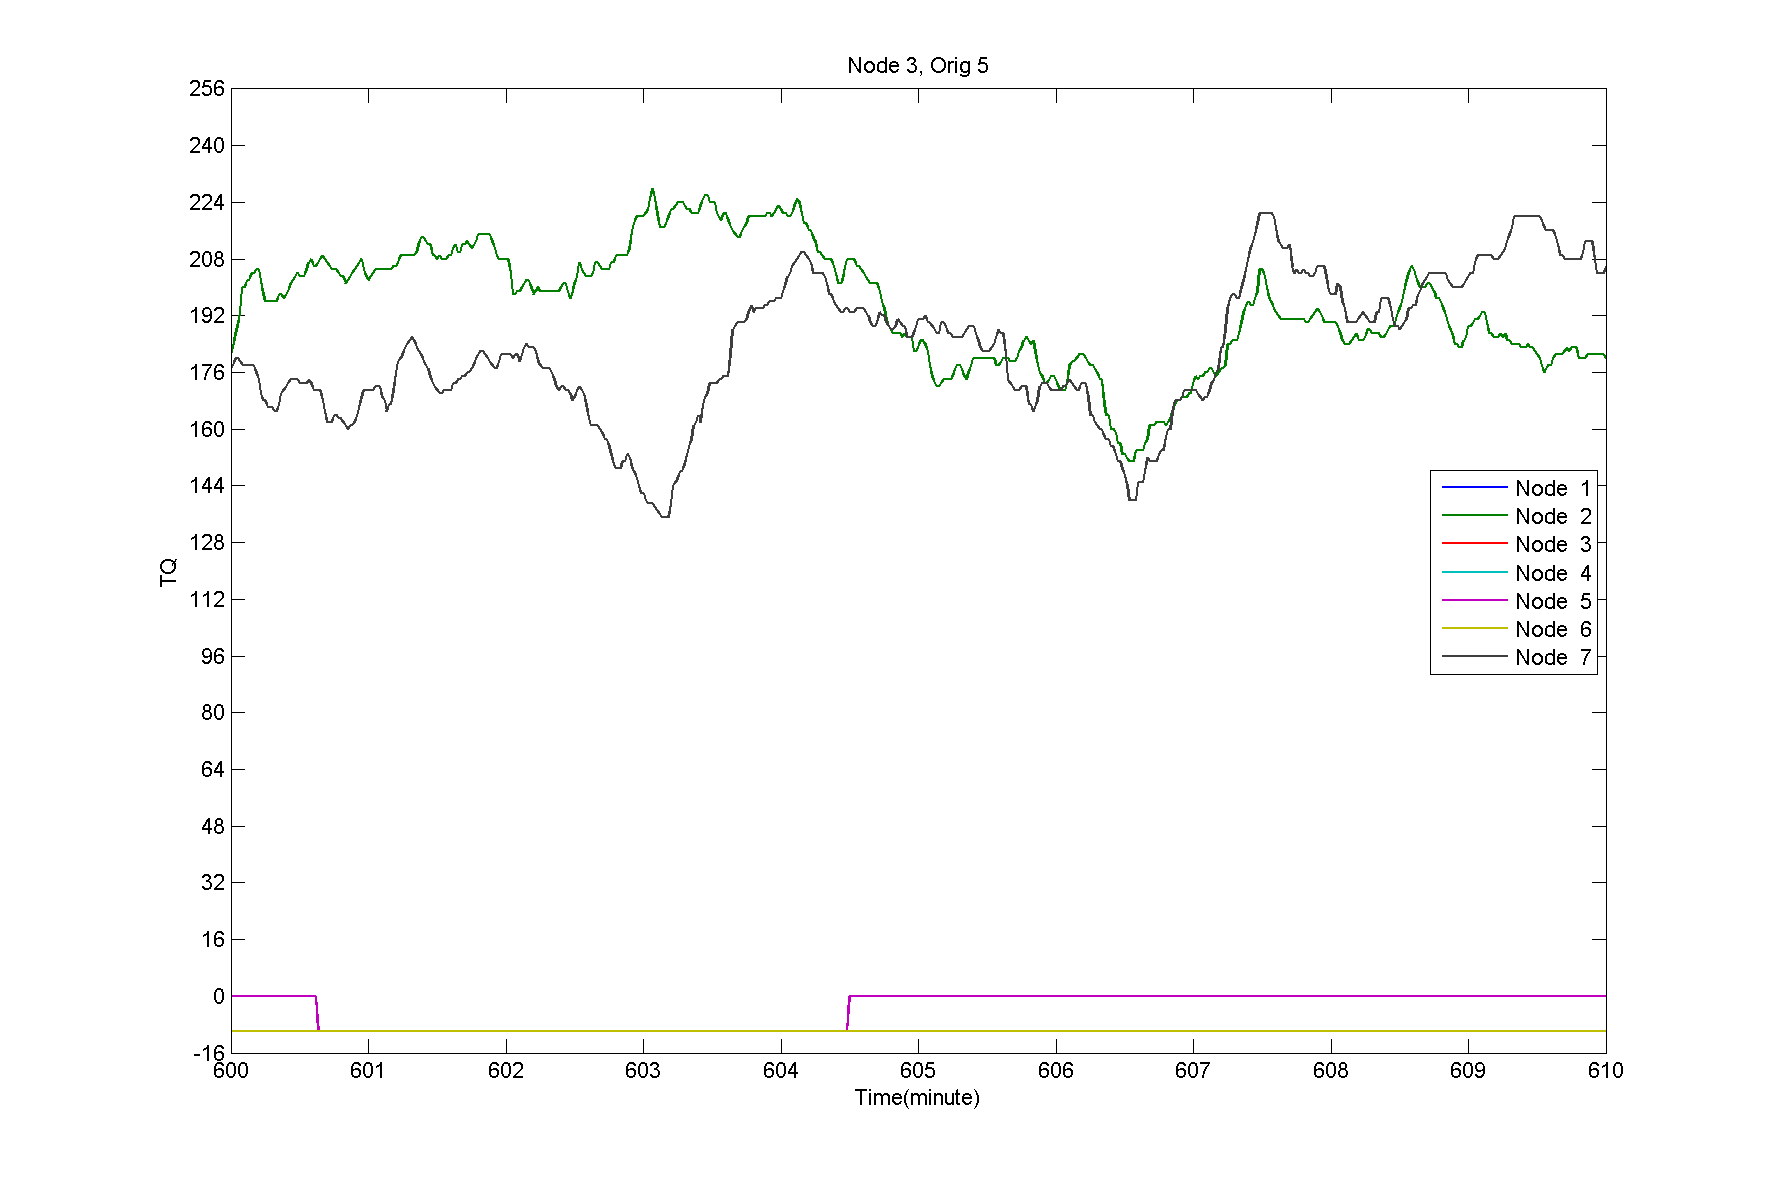 Node 3, Orig 5
256
240
224
208
192
176
160
144
128
112
96
80
64
48
32
16
0
-16
TQ
Node 1
Node 2
Node 3
Node 4
Node 5
Node 6
Node 7
600 601 602 603 604 605 606 607 608 609 610
Time(minute)